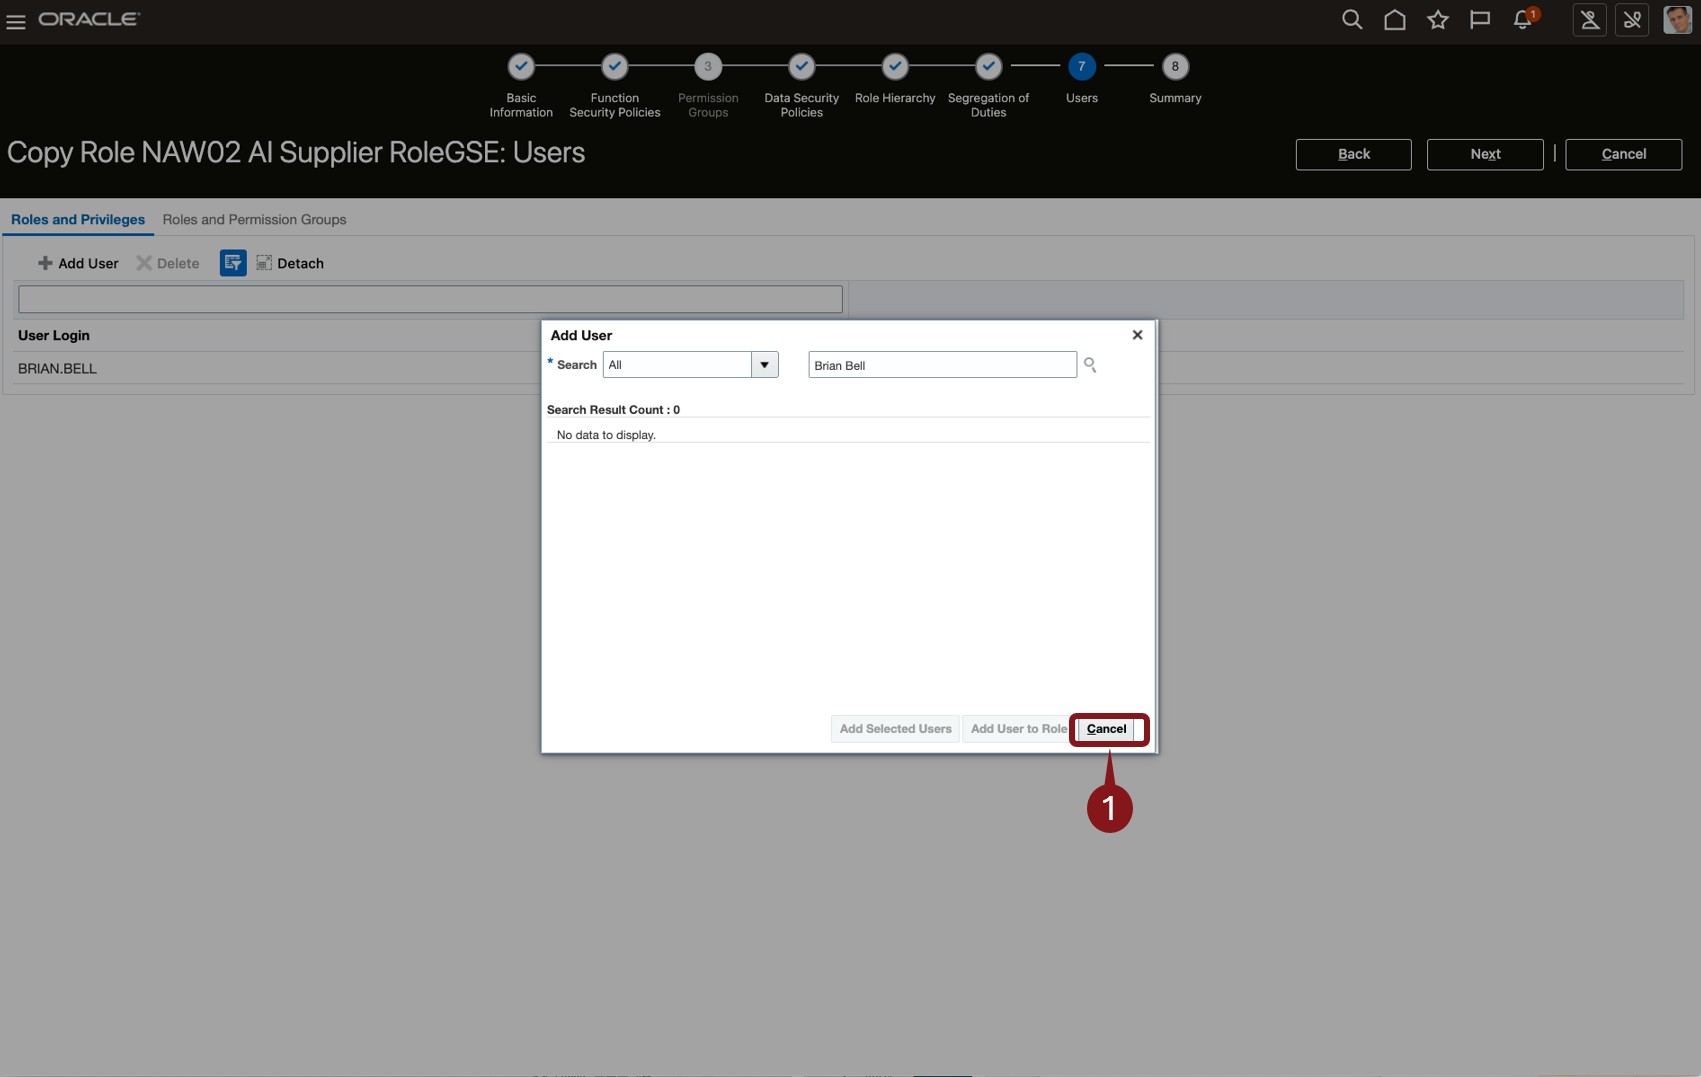 ORACLE
1
3
7
8
Basic Information
Function Security Policies
Permission Groups
Data Security Policies
Role Hierarchy
Segregation of Duties
Users
Summary
Copy Role NAW02 AI Supplier RoleGSE: Users
Back
Next
Cancel
Roles and Privileges
Roles and Permission Groups
Add User
Delete
Detach
User Login
BRIAN.BELL
Add User
* Search
All
Brian Bell
Search Result Count : 0
No data to display.
Add Selected Users
Add User to Role
Cancel
1